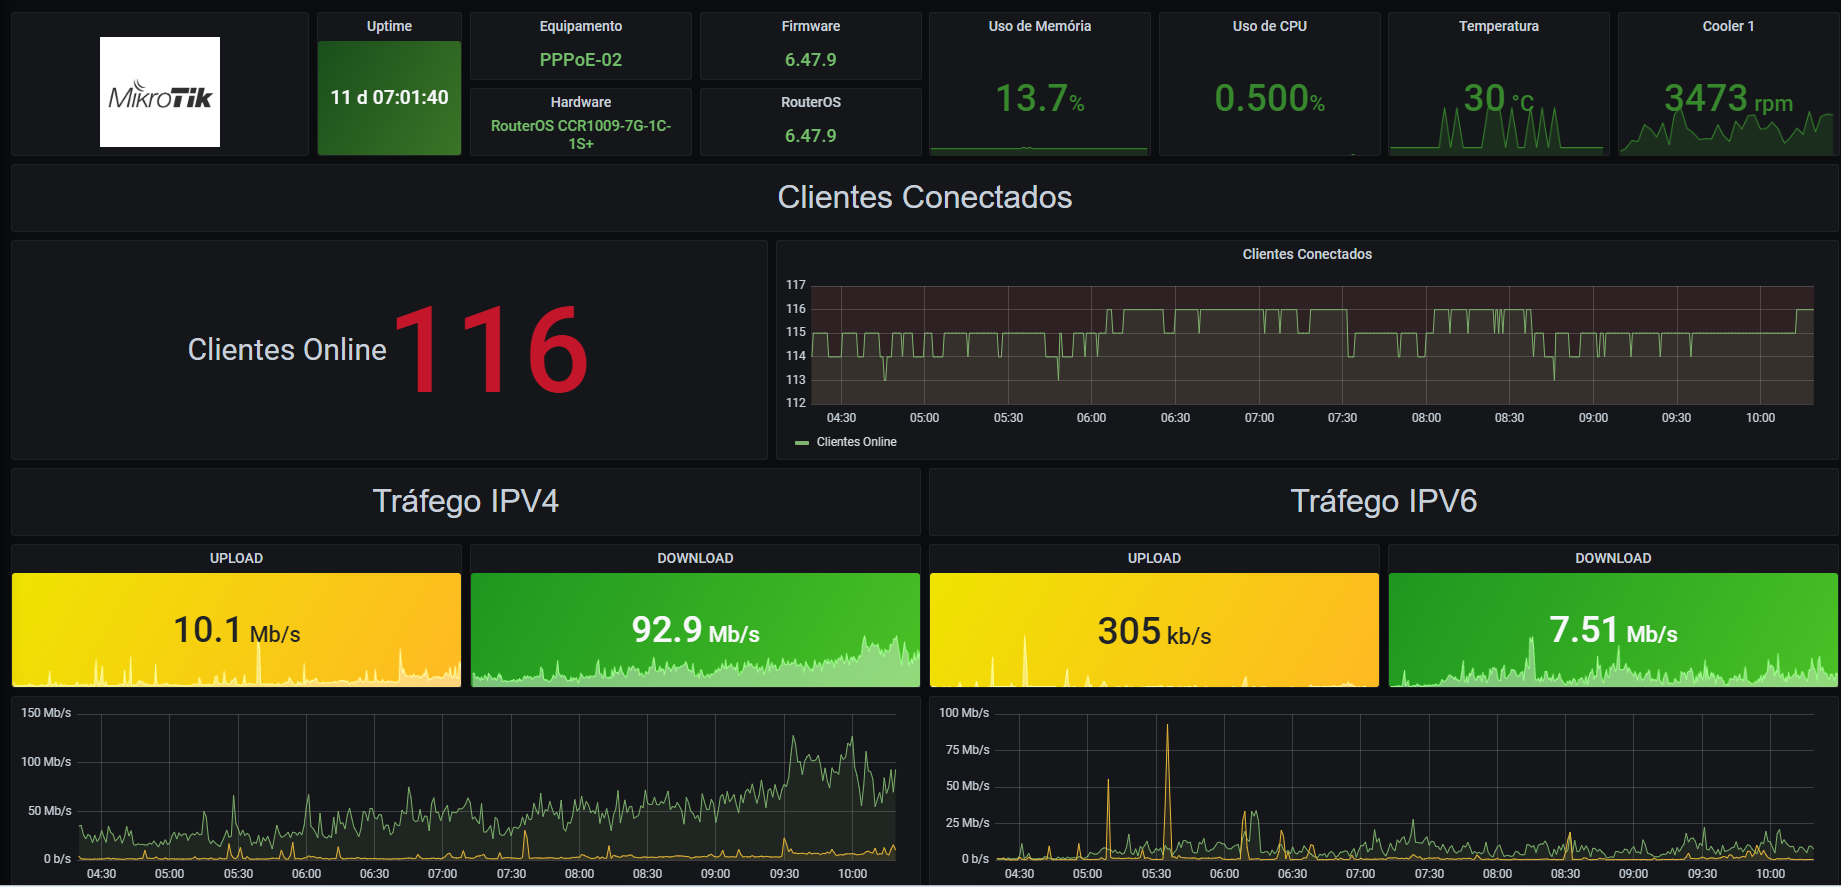 MikroTik
Uptime
11 d 07:01:40
Equipamento
PPPoE-02
Hardware
RouterOS CCR1009-7G-1C-
1S+
Firmware
6.47.9
RouterOS
6.47.9
Uso de Memória
13.7%
Uso de CPU
0.500%
Temperatura
30 °C
Cooler 1
3473 rpm
Clientes Conectados
Clientes Online 116
Clientes Conectados
117
116
115
114
113
112
04:30 05:00 05:30 06:00 06:30 07:00 07:30 08:00 08:30 09:00 09:30 10:00
Clientes Online
Tráfego IPV4
UPLOAD
10.1 Mb/s
DOWNLOAD
92.9 Mb/s
150 Mb/s
100 Mb/s
50 Mb/s
0 b/s
04:30 05:00 05:30 06:00 06:30 07:00 07:30 08:00 08:30 09:00 09:30 10:00
Tráfego IPV6
UPLOAD
305 kb/s
DOWNLOAD
7.51 Mb/s
100 Mb/s
75 Mb/s
50 Mb/s
25 Mb/s
0 b/s
04:30 05:00 05:30 06:00 06:30 07:00 07:30 08:00 08:30 09:00 09:30 10:00